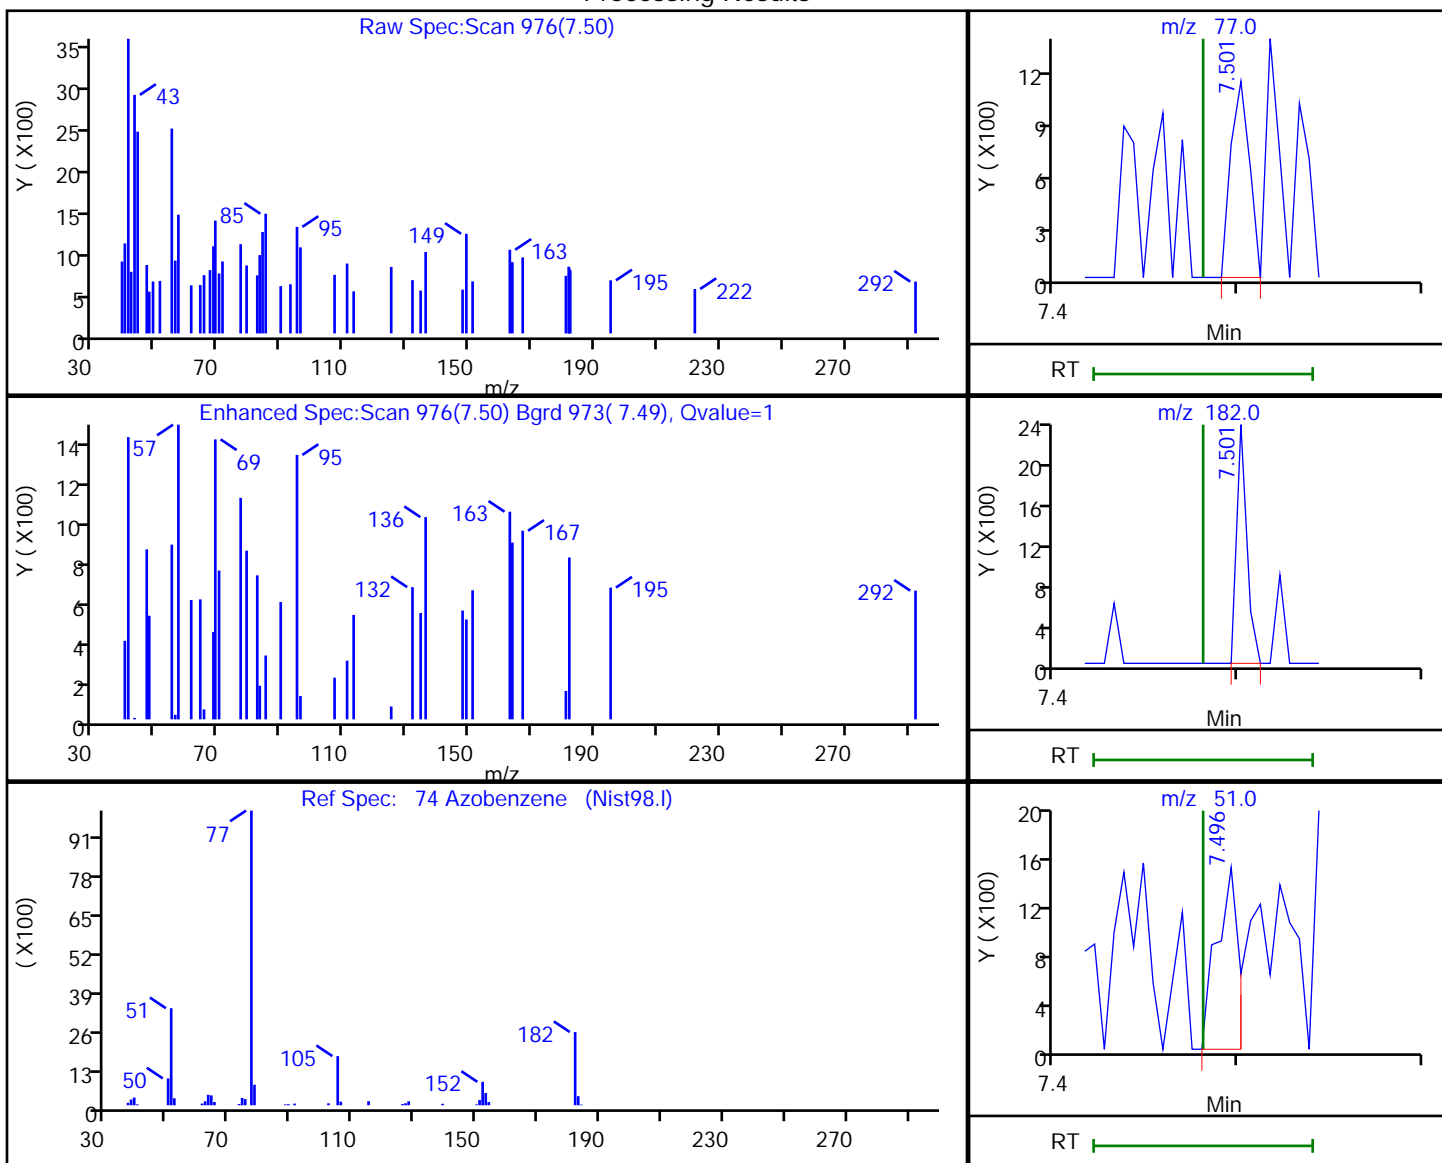 Processing Results
Raw Spec:Scan 976(7.50)
Y ( X100)
35
30
25
20
15
10
5
0
43
85
95
149
163
195
222
292
30 70 110 150 190 230 270
m/z
m/z 77.0
Y ( X100)
12
9
6
3
0
7.501
7.4
Min
RT
Enhanced Spec:Scan 976(7.50) Bgrd 973( 7.49), Qvalue=1
Y ( X100)
14
12
10
8
6
4
2
0
57
69
95
132
136
163
167
195
292
30 70 110 150 190 230 270
m/z
m/z 182.0
Y ( X100)
24
20
16
12
8
4
0
7.501
7.4
Min
RT
Ref Spec: 74 Azobenzene (Nist98.l)
( X100)
91
78
65
52
39
26
13
0
50
51
77
105
152
182
30 70 110 150 190 230 270
m/z 51.0
Y ( X100)
20
16
12
8
4
0
7.496
7.4
Min
RT